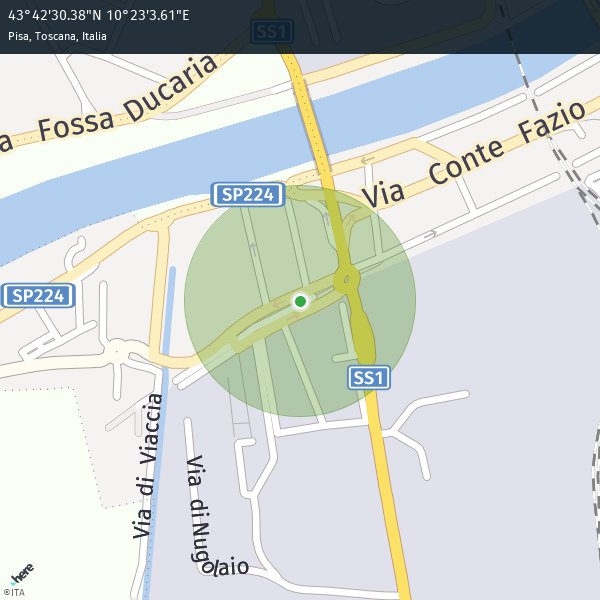 43°42'30.38"N 10°23'3.61"E
Pisa, Toscana, Italia
SS1
a Fossa Ducaria
SP224
Via Conte Fazio
SP224
SS1
Via di Viaccia
Via di Nugolaio
here
©ITA